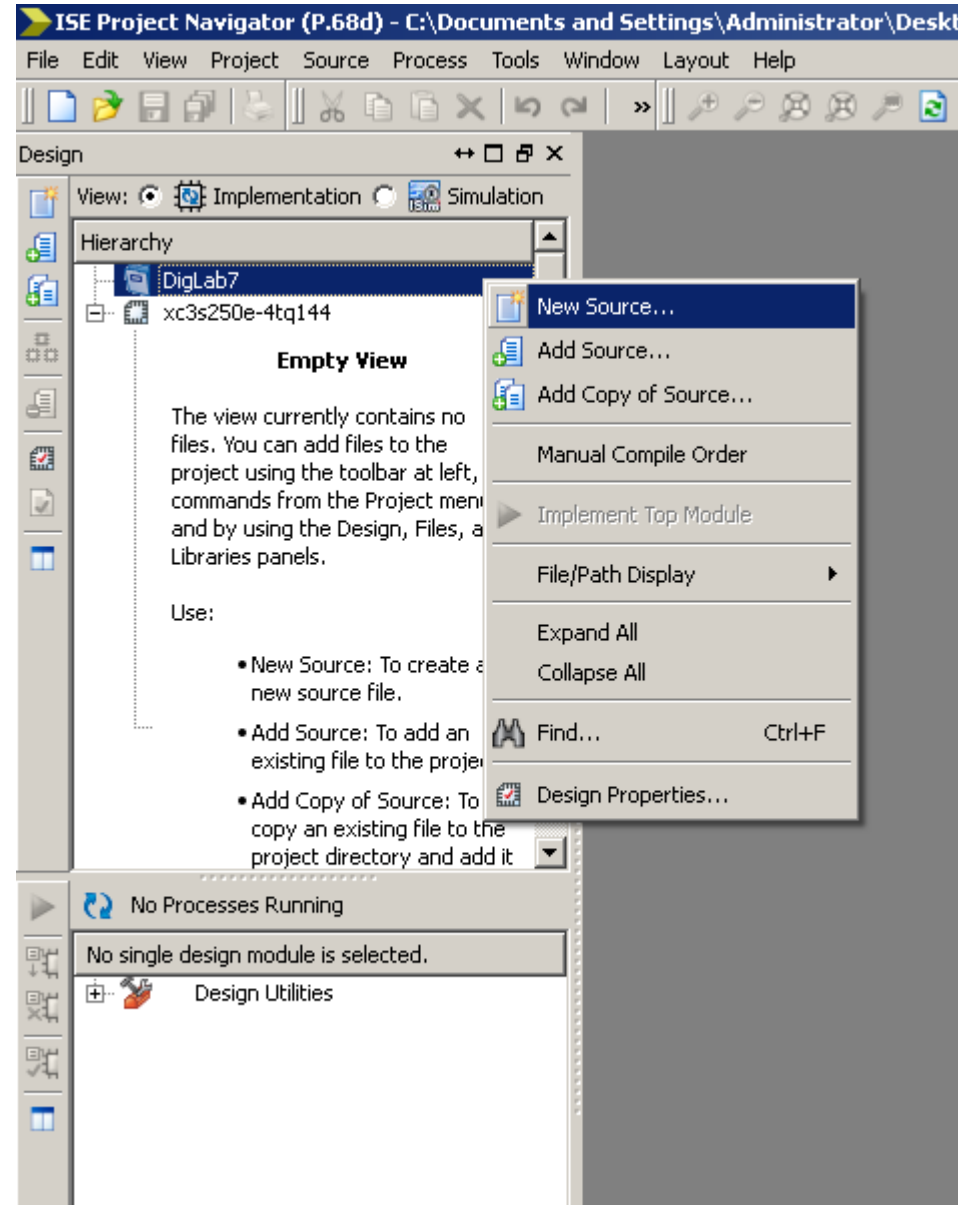 ISE Project Navigator (P.68d) - C:\Documents and Settings\Administrator\Deskt
File Edit View Project Source Process Tools Window Layout Help
»
Design
View: Implementation ISim Simulation
Hierarchy
DigLab7
xc3s250e-4tq144
Empty View
The view currently contains no
files. You can add files to the
project using the toolbar at left,
commands from the Project menu
and by using the Design, Files, a
Libraries panels.
Use:
• New Source: To create a
new source file.
• Add Source: To add an
existing file to the proje
• Add Copy of Source: To
copy an existing file to the
project directory and add it
New Source...
Add Source...
Add Copy of Source...
Manual Compile Order
Implement Top Module
File/Path Display
Expand All
Collapse All
Find... Ctrl+F
Design Properties...
No Processes Running
No single design module is selected.
Design Utilities